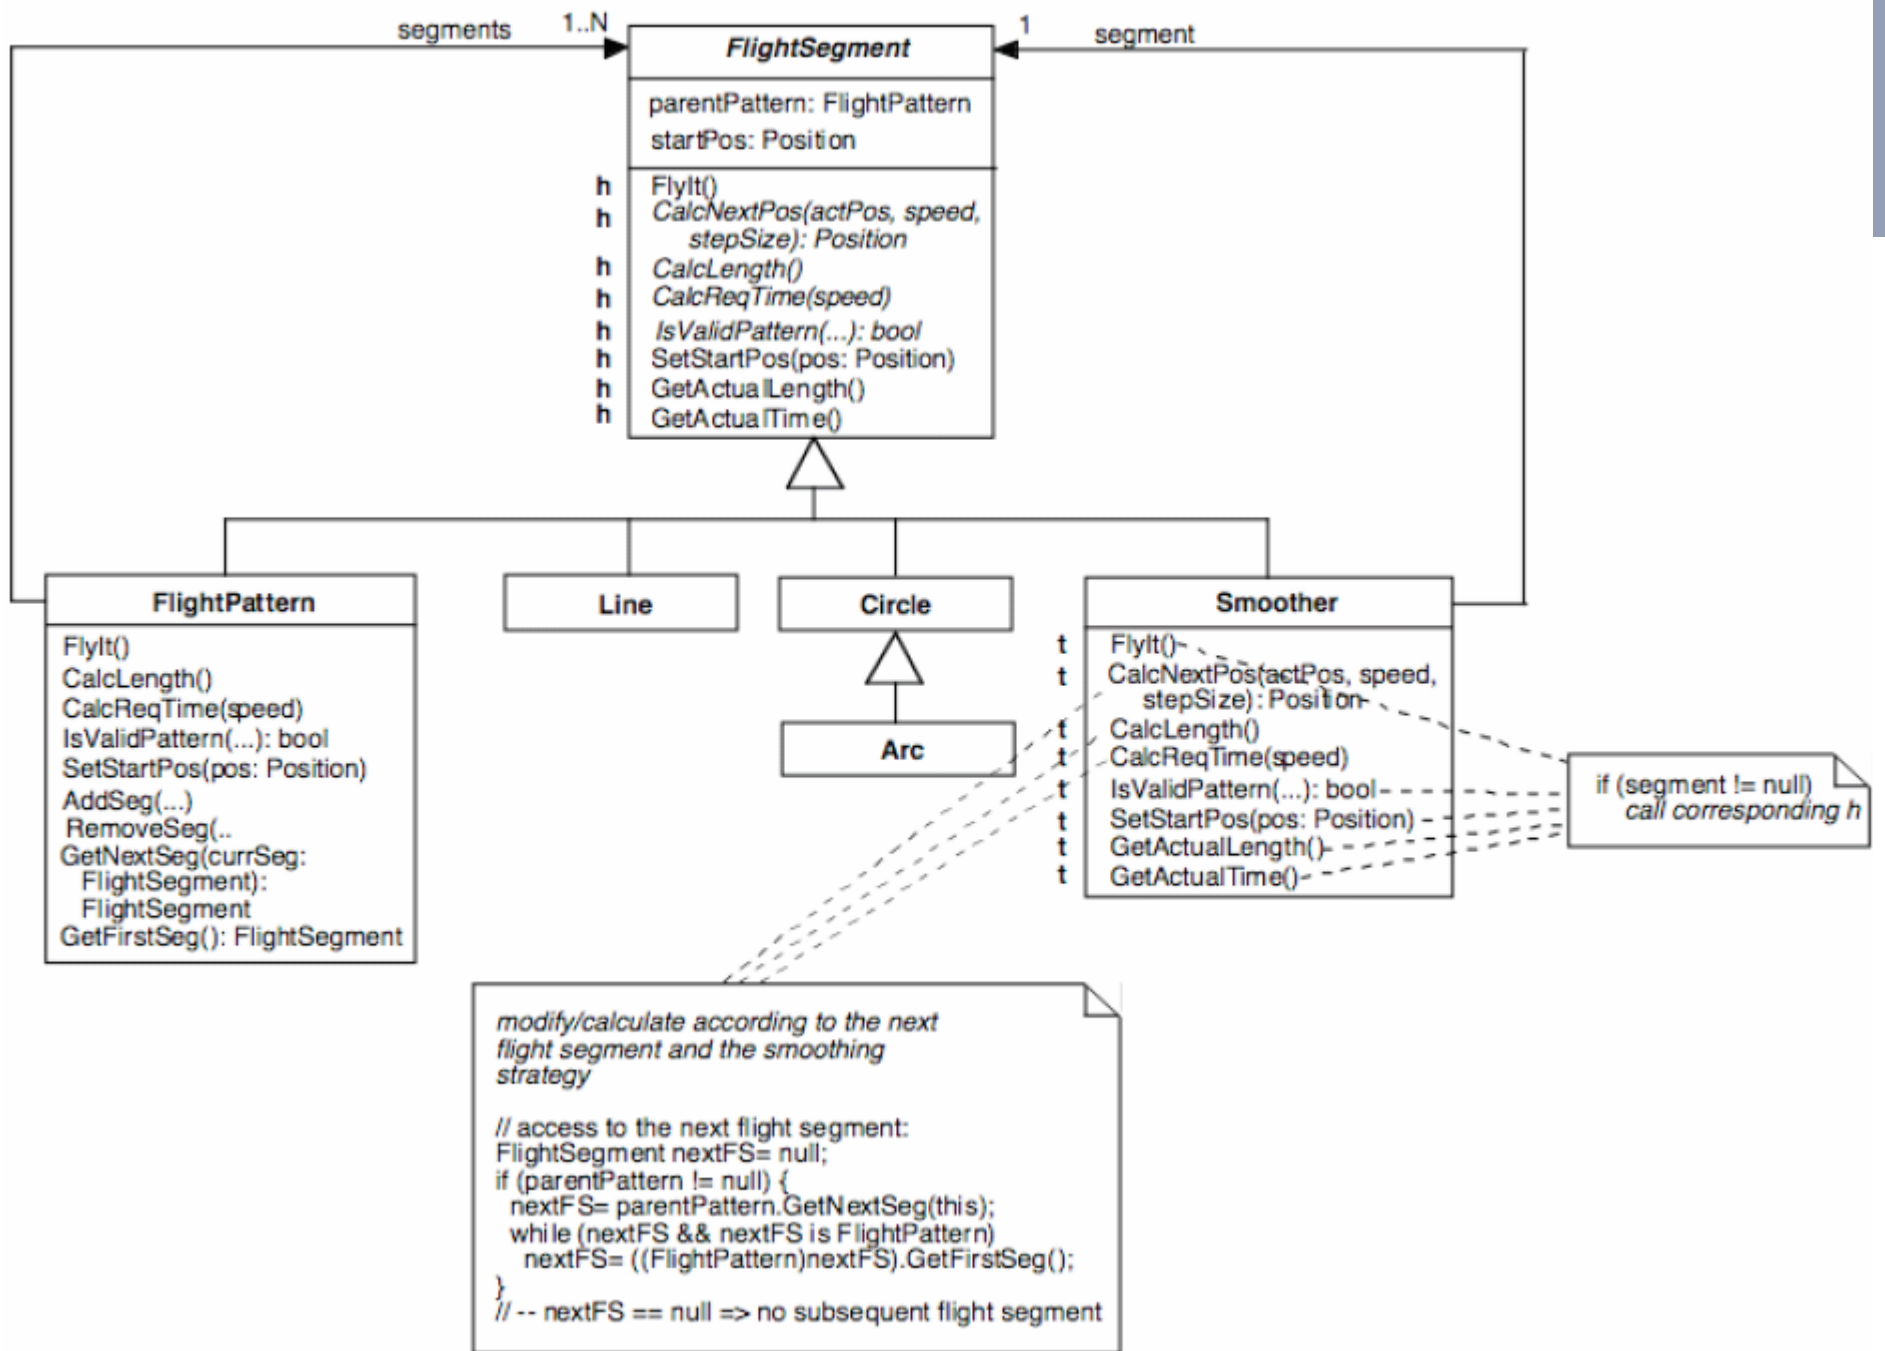 segments
1..N
1
segment
FlightSegment
parentPattern: FlightPattern
startPos: Position
h FlyIt()
h CalcNextPos(actPos, speed,
stepSize): Position
h CalcLength()
h CalcReqTime(speed)
h IsValidPattern(...): bool
h SetStartPos(pos: Position)
h GetActualLength()
h GetActualTime()
FlightPattern
FlyIt()
CalcLength()
CalcReqTime(speed)
IsValidPattern(...): bool
SetStartPos(pos: Position)
AddSeg(...)
RemoveSeg(..
GetNextSeg(currSeg:
FlightSegment):
FlightSegment
GetFirstSeg(): FlightSegment
Line
Circle
Arc
Smoother
t FlyIt()
t CalcNextPos(actPos, speed,
stepSize): Position
t CalcLength()
t CalcReqTime(speed)
t IsValidPattern(...): bool
t SetStartPos(pos: Position)
t GetActualLength()
t GetActualTime()
if (segment != null)
call corresponding h
modify/calculate according to the next
flight segment and the smoothing
strategy
// access to the next flight segment:
FlightSegment nextFS= null;
if (parentPattern != null) {
nextFS= parentPattern.GetNextSeg(this);
while (nextFS && nextFS is FlightPattern)
nextFS= ((FlightPattern)nextFS).GetFirstSeg();
}
// -- nextFS == null => no subsequent flight segment